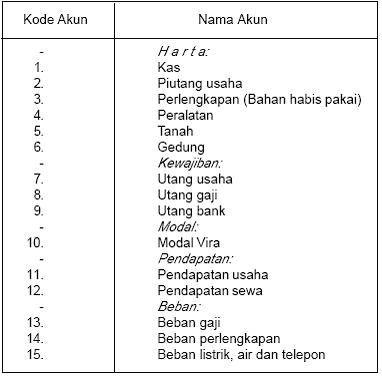 Kode Akun Nama Akun
- H a r t a:
1. Kas
2. Piutang usaha
3. Perlengkapan (Bahan habis pakai)
4. Peralatan
5. Tanah
6. Gedung
- Kewajiban:
7. Utang usaha
8. Utang gaji
9. Utang bank
- Modal:
10. Modal Vira
- Pendapatan:
11. Pendapatan usaha
12. Pendapatan sewa
- Beban:
13. Beban gaji
14. Beban perlengkapan
15. Beban listrik, air dan telepon